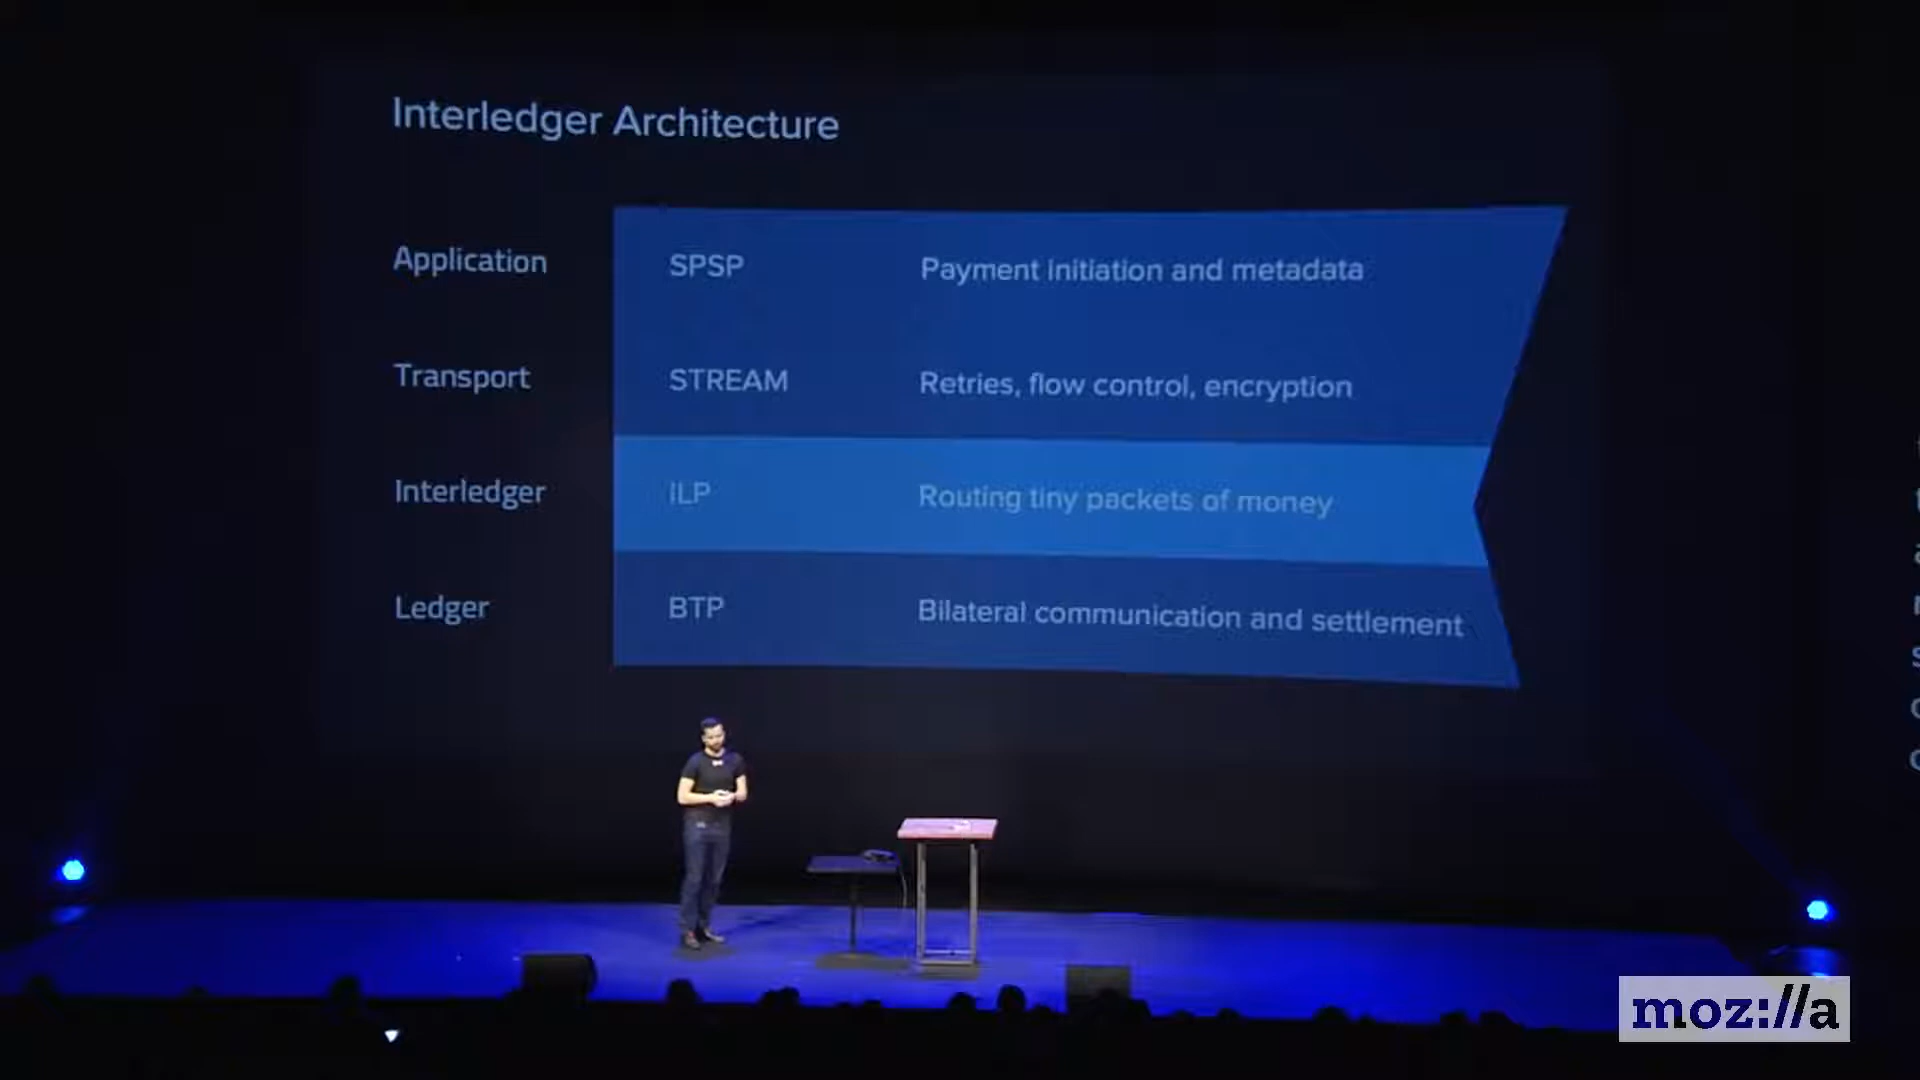 Interledger Architecture
Application SPSP Payment initiation and metadata
Transport STREAM Retries, flow control, encryption
Interledger ILP Routing tiny packets of money
Ledger BTP Bilateral communication and settlement
moz://a